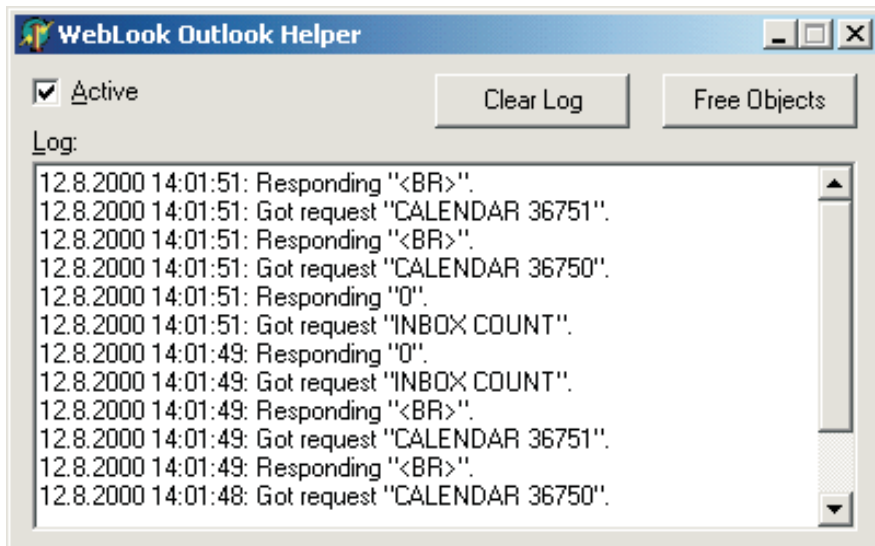 WebLook Outlook Helper
Active
Clear Log
Free Objects
Log:
12.8.2000 14:01:51: Responding "<BR>".
12.8.2000 14:01:51: Got request "CALENDAR 36751".
12.8.2000 14:01:51: Responding "<BR>".
12.8.2000 14:01:51: Got request "CALENDAR 36750".
12.8.2000 14:01:51: Responding "0".
12.8.2000 14:01:51: Got request "INBOX COUNT".
12.8.2000 14:01:49: Responding "0".
12.8.2000 14:01:49: Got request "INBOX COUNT".
12.8.2000 14:01:49: Responding "<BR>".
12.8.2000 14:01:49: Got request "CALENDAR 36751".
12.8.2000 14:01:49: Responding "<BR>".
12.8.2000 14:01:48: Got request "CALENDAR 36750".